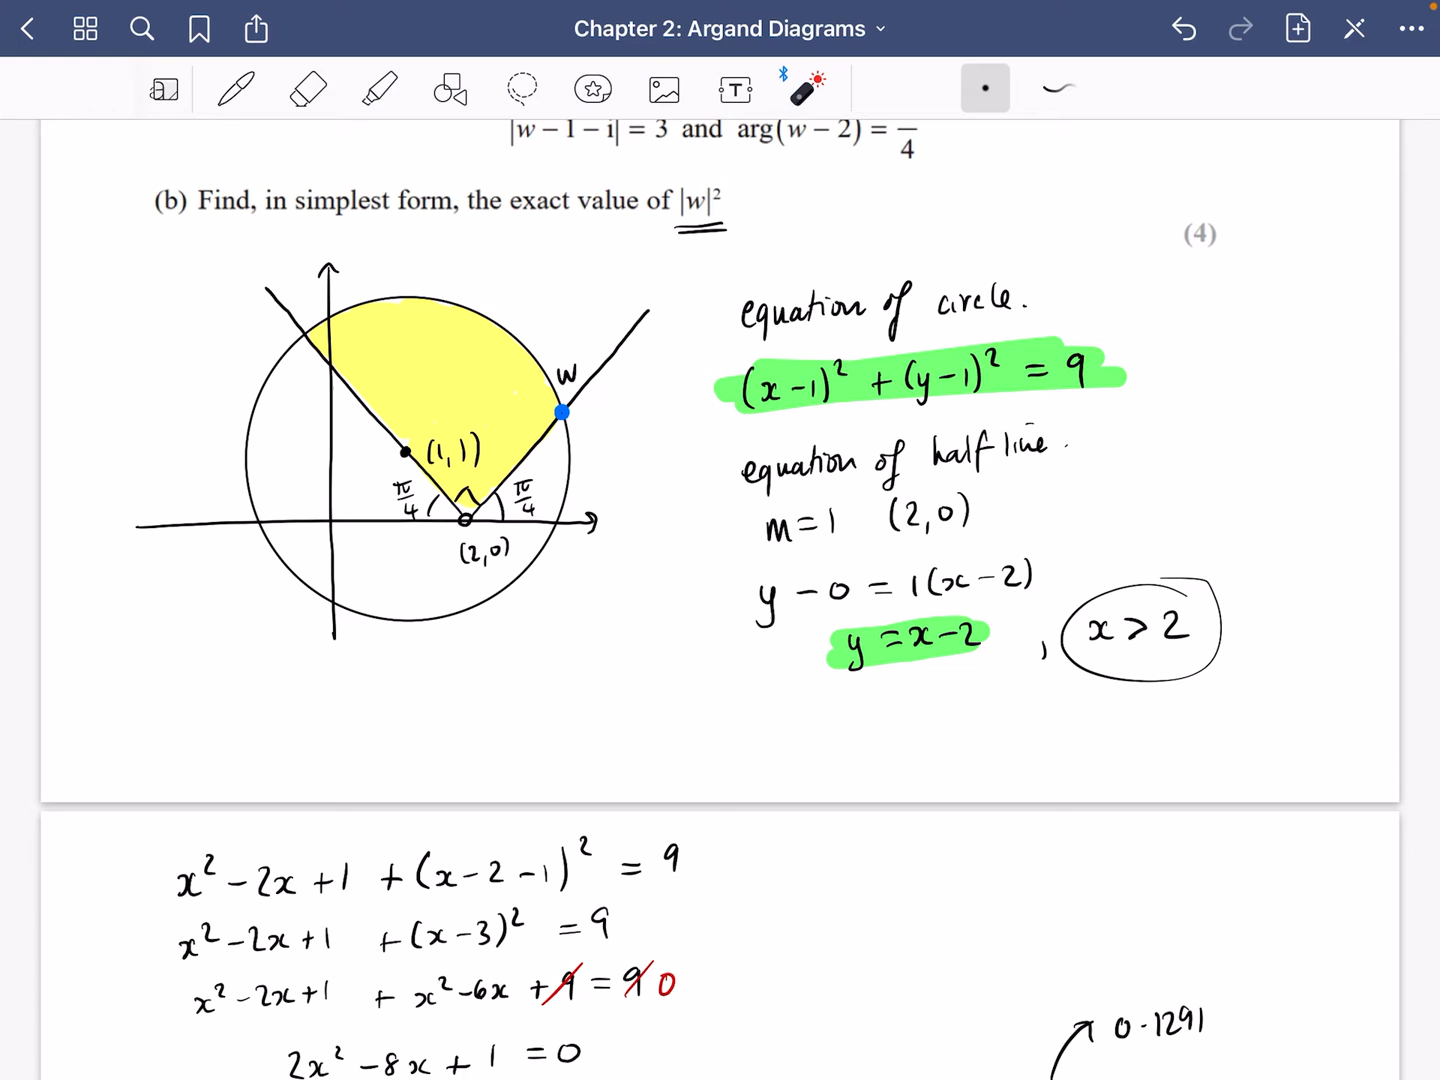 Chapter 2: Argand Diagrams
|w – 1 – i| = 3 and arg(w – 2) = _/4
(b) Find, in simplest form, the exact value of |w|²
(4)
w
(1,1)
π/4
π/4
(2,0)
equation of circle.
(x-1)² + (y-1)² = 9
equation of half line.
m=1 (2,0)
y - 0 = 1(x-2)
y = x-2 , x > 2
x² - 2x + 1 + (x - 2 - 1)² = 9
x² - 2x + 1 + (x-3)² = 9
x² - 2x + 1 + x² - 6x + 9 = 9 0
2x² - 8x + 1 = 0
0.1291